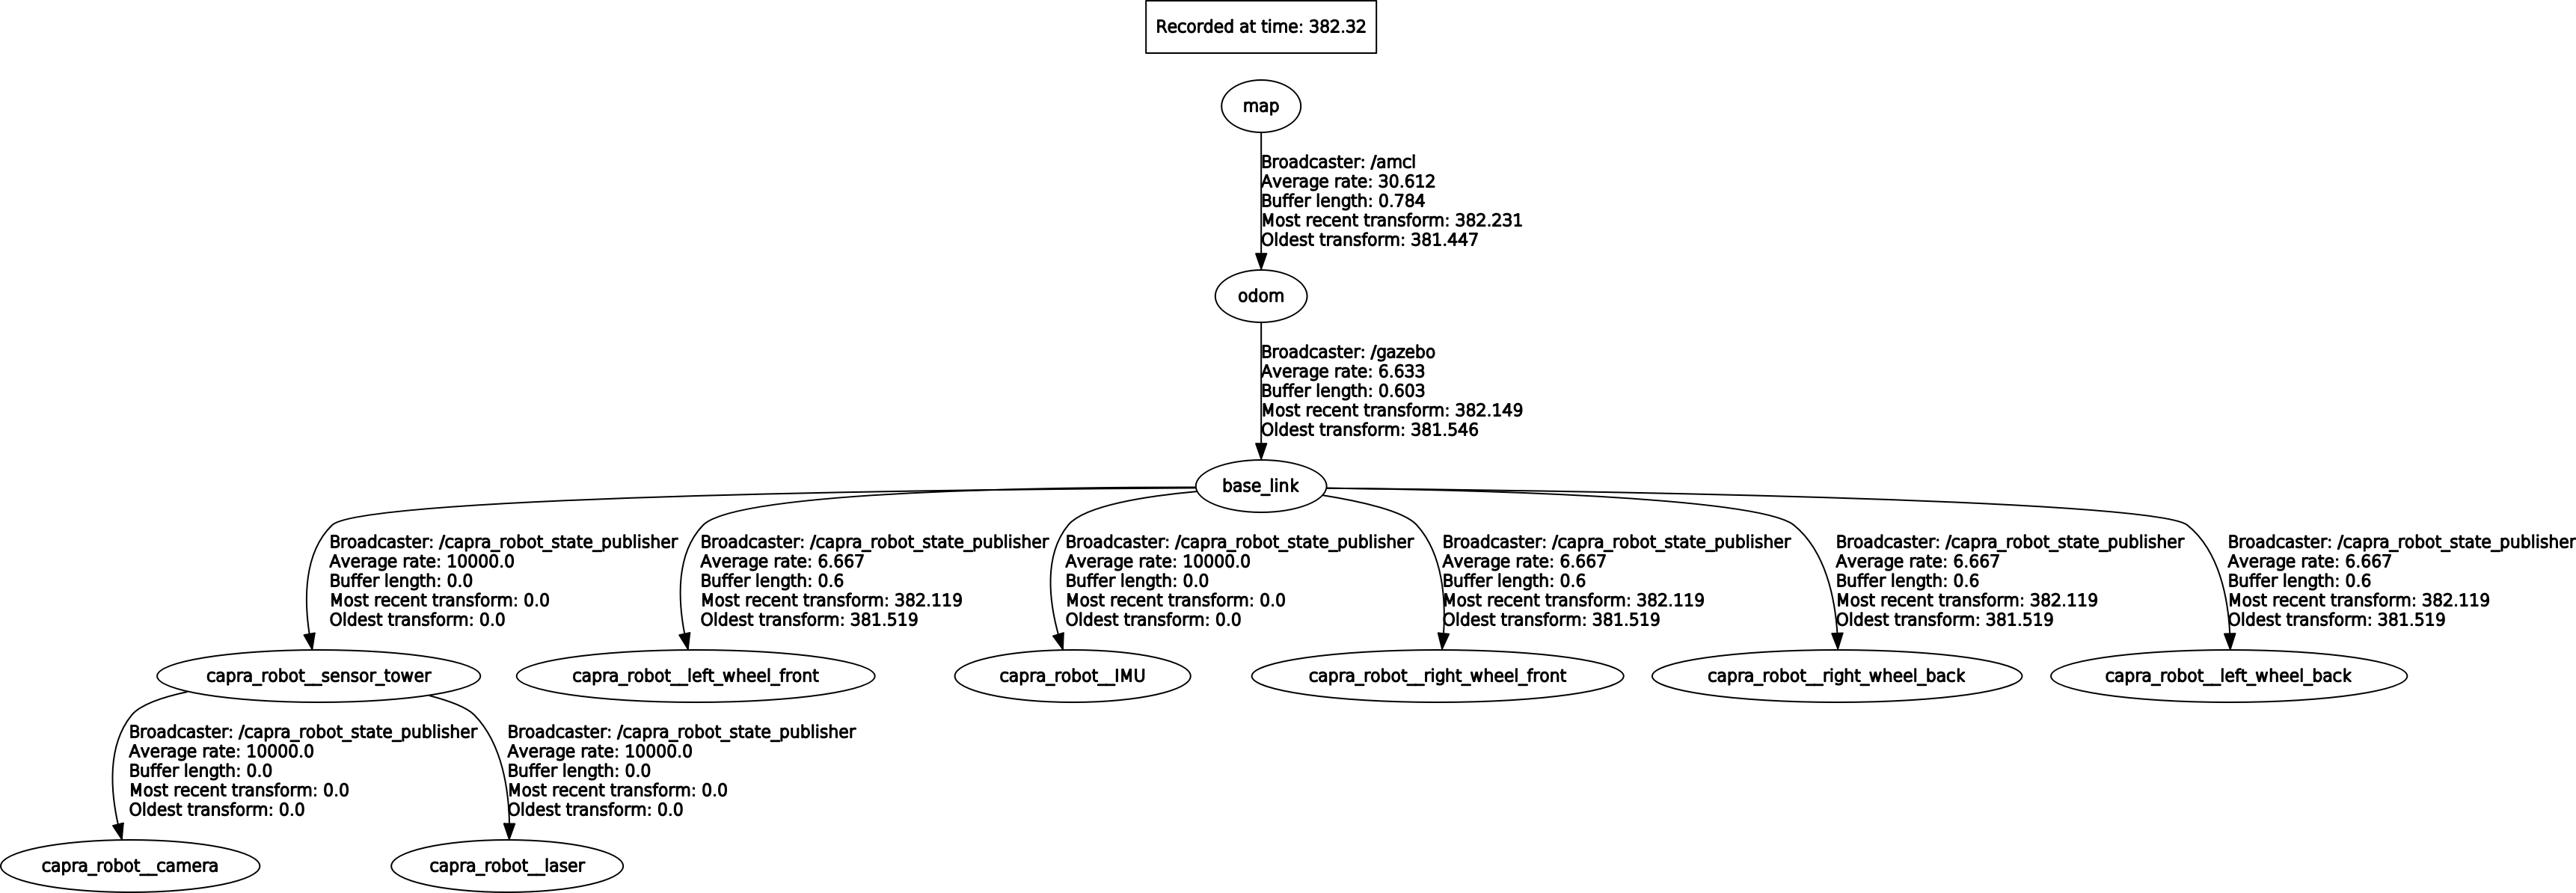 Recorded at time: 382.32
map
Broadcaster: /amcl
Average rate: 30.612
Buffer length: 0.784
Most recent transform: 382.231
Oldest transform: 381.447
odom
Broadcaster: /gazebo
Average rate: 6.633
Buffer length: 0.603
Most recent transform: 382.149
Oldest transform: 381.546
base_link
Broadcaster: /capra_robot_state_publisher
Average rate: 10000.0
Buffer length: 0.0
Most recent transform: 0.0
Oldest transform: 0.0
Broadcaster: /capra_robot_state_publisher
Average rate: 6.667
Buffer length: 0.6
Most recent transform: 382.119
Oldest transform: 381.519
Broadcaster: /capra_robot_state_publisher
Average rate: 10000.0
Buffer length: 0.0
Most recent transform: 0.0
Oldest transform: 0.0
Broadcaster: /capra_robot_state_publisher
Average rate: 6.667
Buffer length: 0.6
Most recent transform: 382.119
Oldest transform: 381.519
Broadcaster: /capra_robot_state_publisher
Average rate: 6.667
Buffer length: 0.6
Most recent transform: 382.119
Oldest transform: 381.519
Broadcaster: /capra_robot_state_publisher
Average rate: 6.667
Buffer length: 0.6
Most recent transform: 382.119
Oldest transform: 381.519
capra_robot__sensor_tower
capra_robot__left_wheel_front
capra_robot__IMU
capra_robot__right_wheel_front
capra_robot__right_wheel_back
capra_robot__left_wheel_back
Broadcaster: /capra_robot_state_publisher
Average rate: 10000.0
Buffer length: 0.0
Most recent transform: 0.0
Oldest transform: 0.0
Broadcaster: /capra_robot_state_publisher
Average rate: 10000.0
Buffer length: 0.0
Most recent transform: 0.0
Oldest transform: 0.0
capra_robot__camera
capra_robot__laser